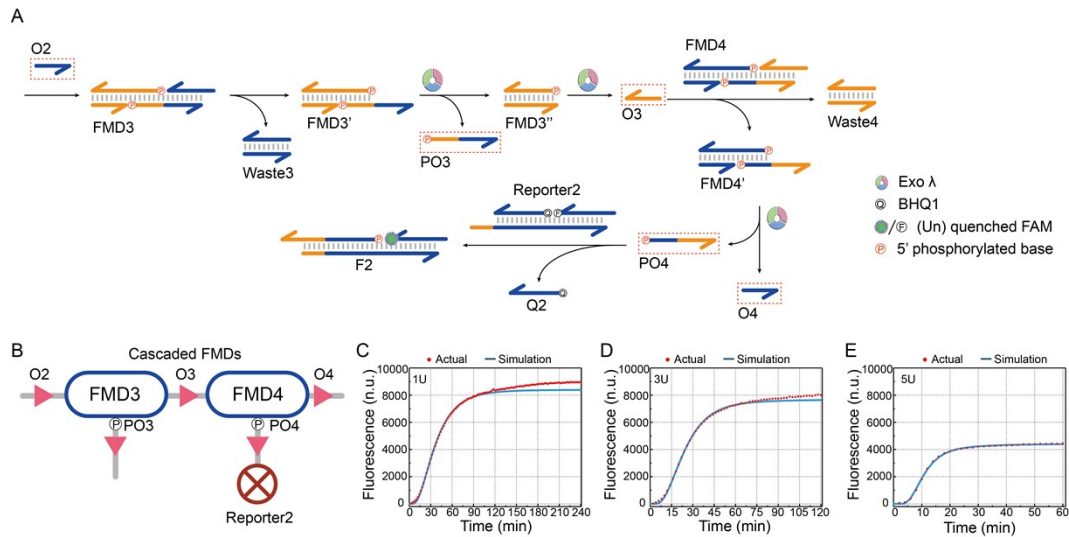 A
O2
FMD3
Waste3
FMD3'
PO3
FMD3''
O3
FMD4
Waste4
FMD4'
Reporter2
F2
Q2
PO4
O4
Exo λ
BHQ1
(Un) quenched FAM
5' phosphorylated base
P
P
P
P
P
P
P
P
P
P
P
Q F
Q
Q
/F
P
B
Cascaded FMDs
O2
FMD3
O3
FMD4
O4
P PO3
P PO4
Reporter2
C
Actual
Simulation
1U
Fluorescence (n.u.)
10000
8000
6000
4000
2000
0
0 30 60 90 120 150 180 210 240
Time (min)
D
Actual
Simulation
3U
Fluorescence (n.u.)
10000
8000
6000
4000
2000
0
0 15 30 45 60 75 90 105 120
Time (min)
E
Actual
Simulation
5U
Fluorescence (n.u.)
10000
8000
6000
4000
2000
0
0 10 20 30 40 50 60
Time (min)